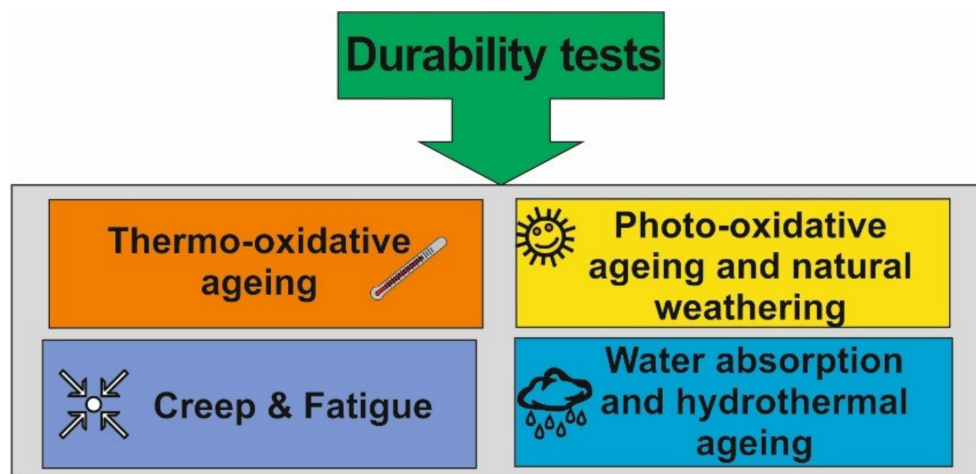 Durability tests
Thermo-oxidative
ageing
Photo-oxidative
ageing and natural
weathering
Creep & Fatigue
Water absorption
and hydrothermal
ageing